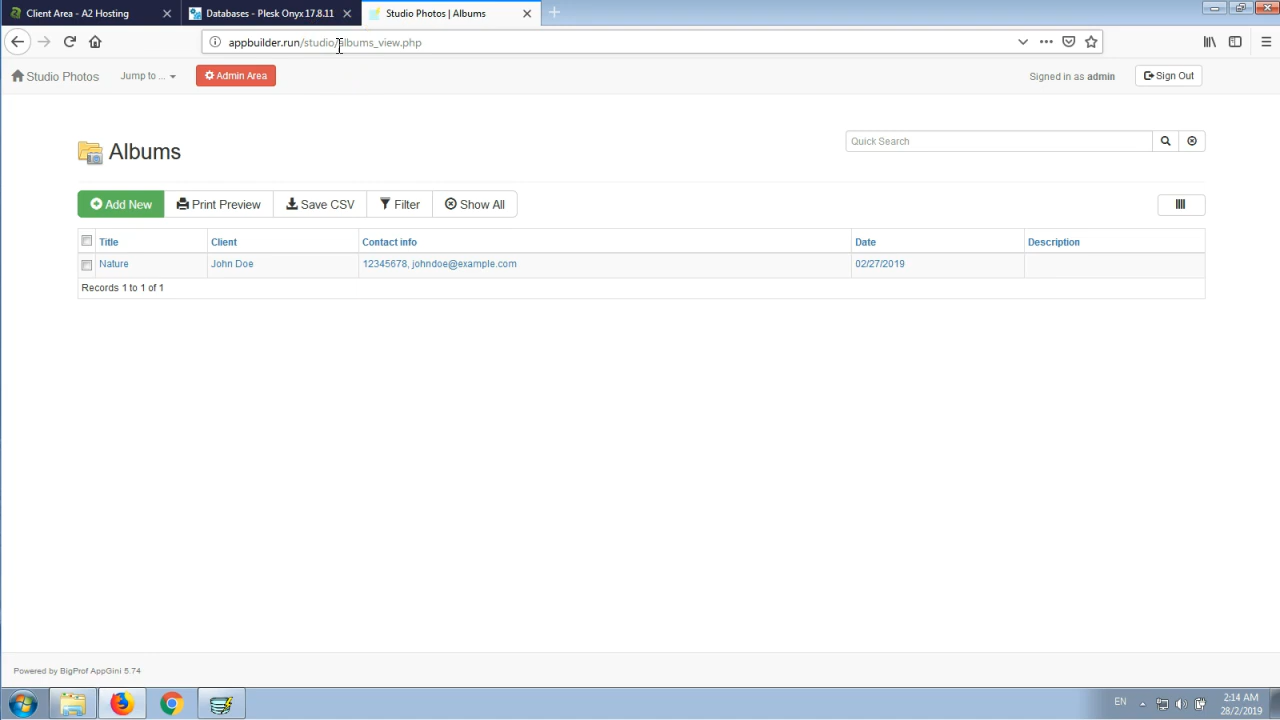 Client Area - A2 Hosting
Databases - Plesk Onyx 17.8.11
Studio Photos | Albums
appbuilder.run/studio/albums_view.php
Studio Photos
Jump to ...
Admin Area
Signed in as admin
Sign Out
Albums
Quick Search
Add New
Print Preview
Save CSV
Filter
Show All
Title Client Contact info Date Description
Nature John Doe 12345678, johndoe@example.com 02/27/2019
Records 1 to 1 of 1
Powered by BigProf AppGini 5.74
EN
2:14 AM
28/2/2019